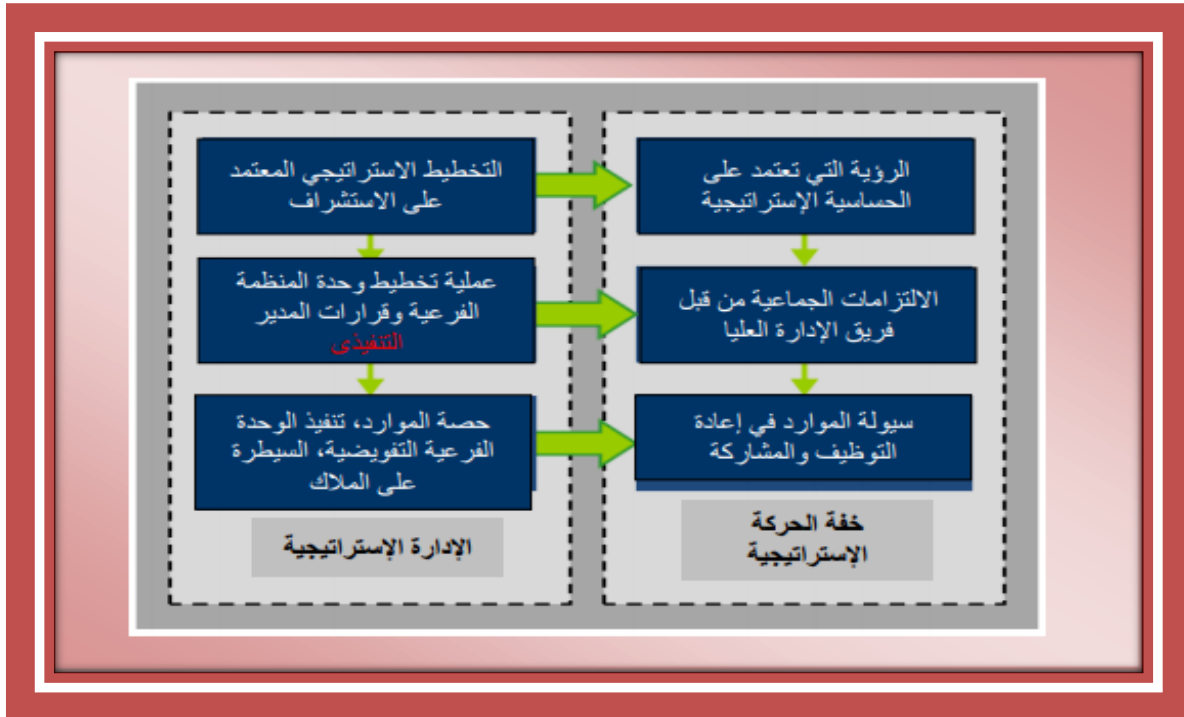 الرؤية التي تعتمد على
الحساسية الإستراتيجية
الالتزامات الجماعية من قبل
فريق الإدارة العليا
سيولة الموارد في إعادة
التوظيف والمشاركة
خفة الحركة
الإستراتيجية
التخطيط الاستراتيجي المعتمد
على الاستشراف
عملية تخطيط وحدة المنظمة
الفرعية وقرارات المدير
التنفيذى
حصة الموارد، تنفيذ الوحدة
الفرعية التفويضية، السيطرة
على الملاك
الإدارة الإستراتيجية